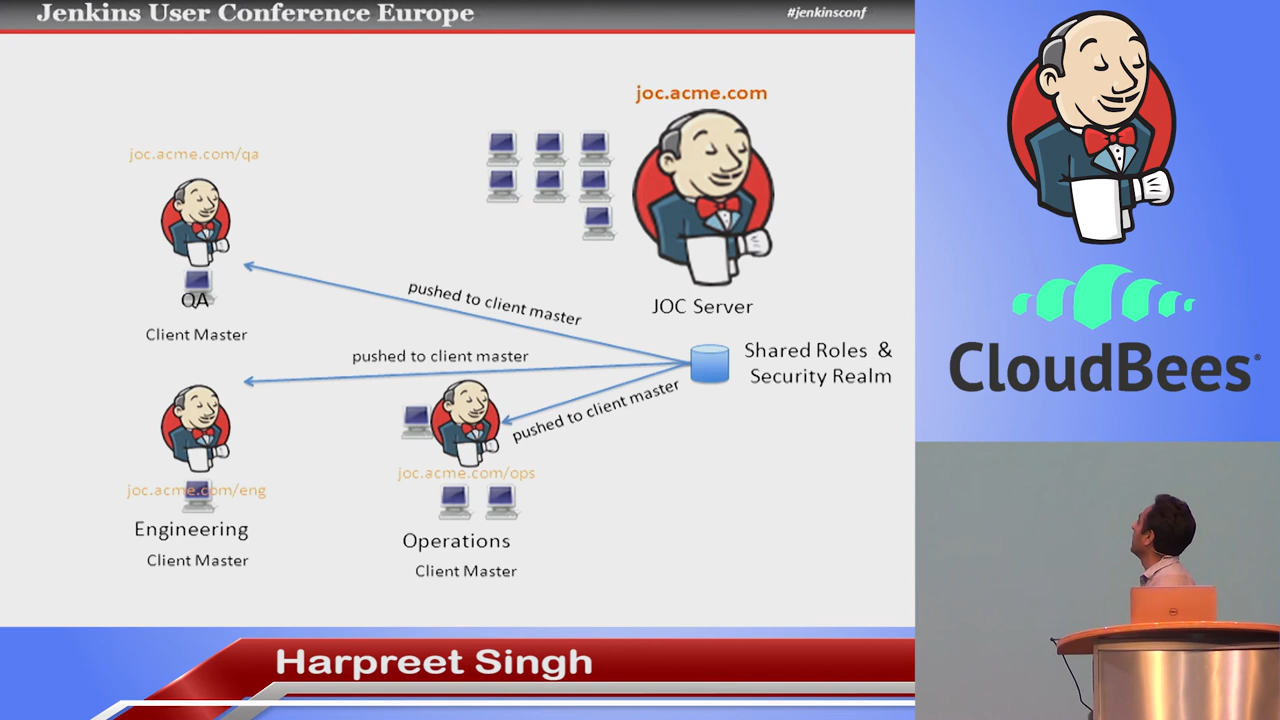 Jenkins User Conference Europe
#jenkinsconf
joc.acme.com
joc.acme.com/qa
QA
Client Master
JOC Server
pushed to client master
pushed to client master
pushed to client master
Shared Roles &
Security Realm
joc.acme.com/eng
Engineering
Client Master
joc.acme.com/ops
Operations
Client Master
CloudBees®
Harpreet Singh